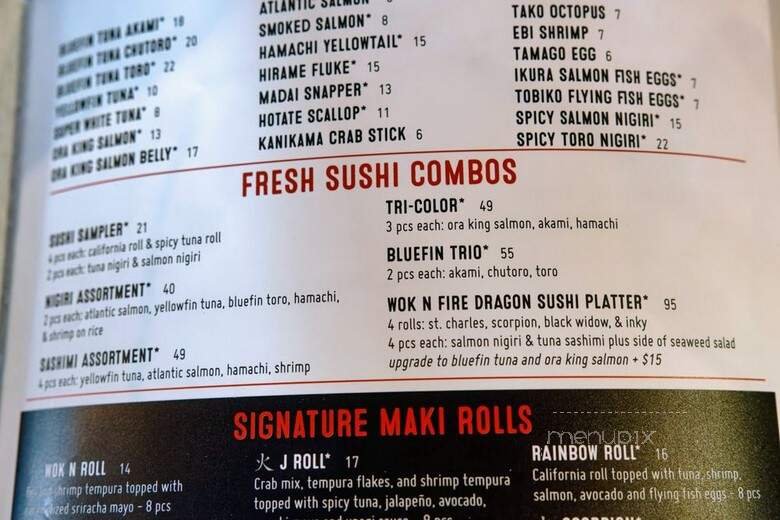 BLUEFIN TUNA AKAMI* 18
BLUEFIN TUNA CHUTORO* 20
BLUEFIN TUNA TORO* 22
YELLOWFIN TUNA* 10
SUPER WHITE TUNA* 8
ORA KING SALMON* 13
ORA KING SALMON BELLY* 17
ATLANTIC SALMON*
SMOKED SALMON* 8
HAMACHI YELLOWTAIL* 15
HIRAME FLUKE* 15
MADAI SNAPPER* 13
HOTATE SCALLOP* 11
KANIKAMA CRAB STICK 6
TAKO OCTOPUS 7
EBI SHRIMP 7
TAMAGO EGG 6
IKURA SALMON FISH EGGS* 7
TOBIKO FLYING FISH EGGS* 7
SPICY SALMON NIGIRI* 15
SPICY TORO NIGIRI* 22
FRESH SUSHI COMBOS
SUSHI SAMPLER* 21
4 pcs each: california roll & spicy tuna roll
2 pcs each: tuna nigiri & salmon nigiri
NIGIRI ASSORTMENT* 40
2 pcs each: atlantic salmon, yellowfin tuna, bluefin toro, hamachi,
& shrimp on rice
SASHIMI ASSORTMENT* 49
4 pcs each: yellowfin tuna, atlantic salmon, hamachi, shrimp
TRI-COLOR* 49
3 pcs each: ora king salmon, akami, hamachi
BLUEFIN TRIO* 55
2 pcs each: akami, chutoro, toro
WOK N FIRE DRAGON SUSHI PLATTER* 95
4 rolls: st. charles, scorpion, black widow, & inky
4 pcs each: salmon nigiri & tuna sashimi plus side of seaweed salad
upgrade to bluefin tuna and ora king salmon + $15
SIGNATURE MAKI ROLLS
WOK N ROLL 14
shrimp tempura topped with
sriracha mayo - 8 pcs
火 J ROLL* 17
Crab mix, tempura flakes, and shrimp tempura
topped with spicy tuna, jalapeño, avocado,
sauce - 8 pcs
RAINBOW ROLL* 16
California roll topped with tuna, shrimp,
salmon, avocado and flying fish eggs - 8 pcs
menupix